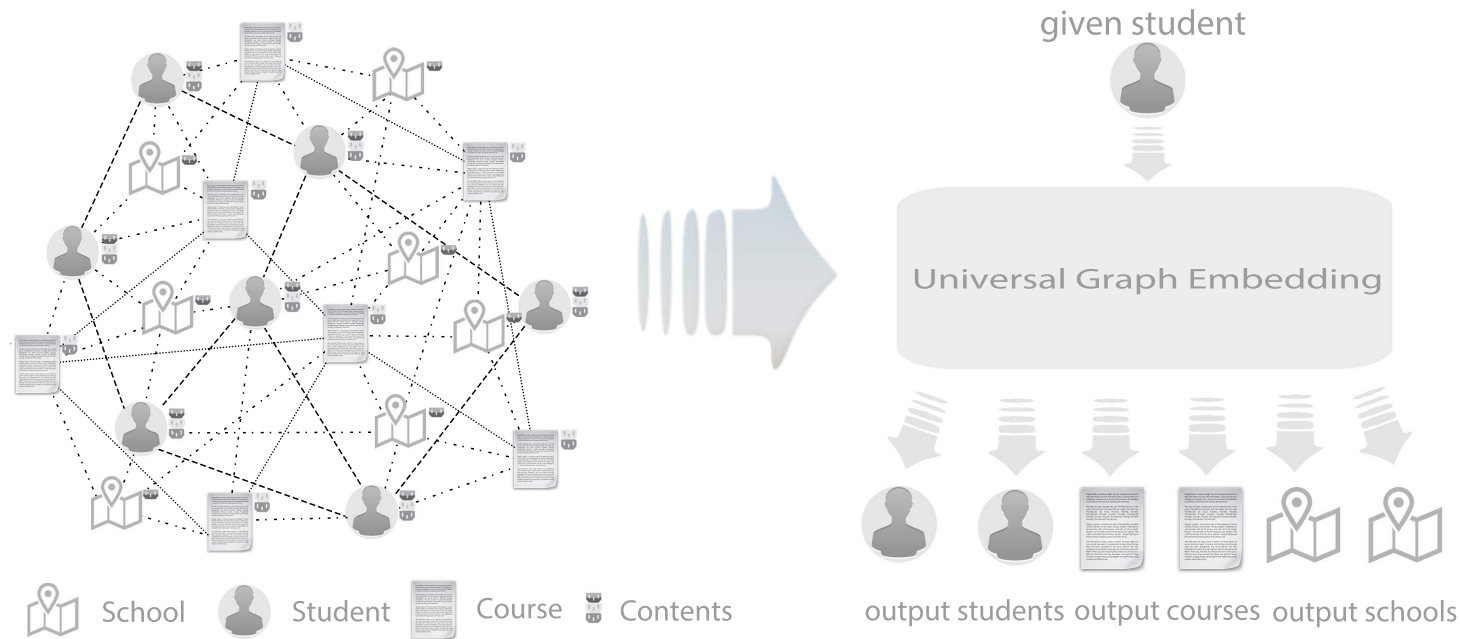 given student
Universal Graph Embedding
output students output courses output schools
School Student Course Contents